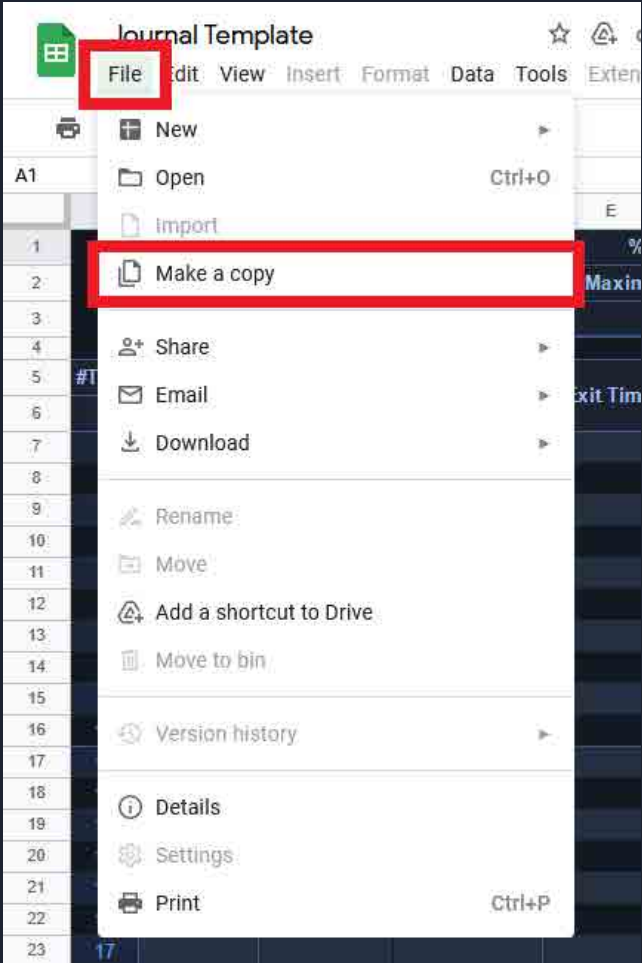 Journal Template
File Edit View Insert Format Data Tools
New
A1
Open Ctrl+O
E
Import
1 %
Make a copy
2
3
4
Share
5 #T
Email
6
7
Download
8
9
Rename
10
11
Move
12
Add a shortcut to Drive
13
14
Move to bin
15
16
Version history
17
18
Details
19
20
Settings
21
22
Print Ctrl+P
23 17